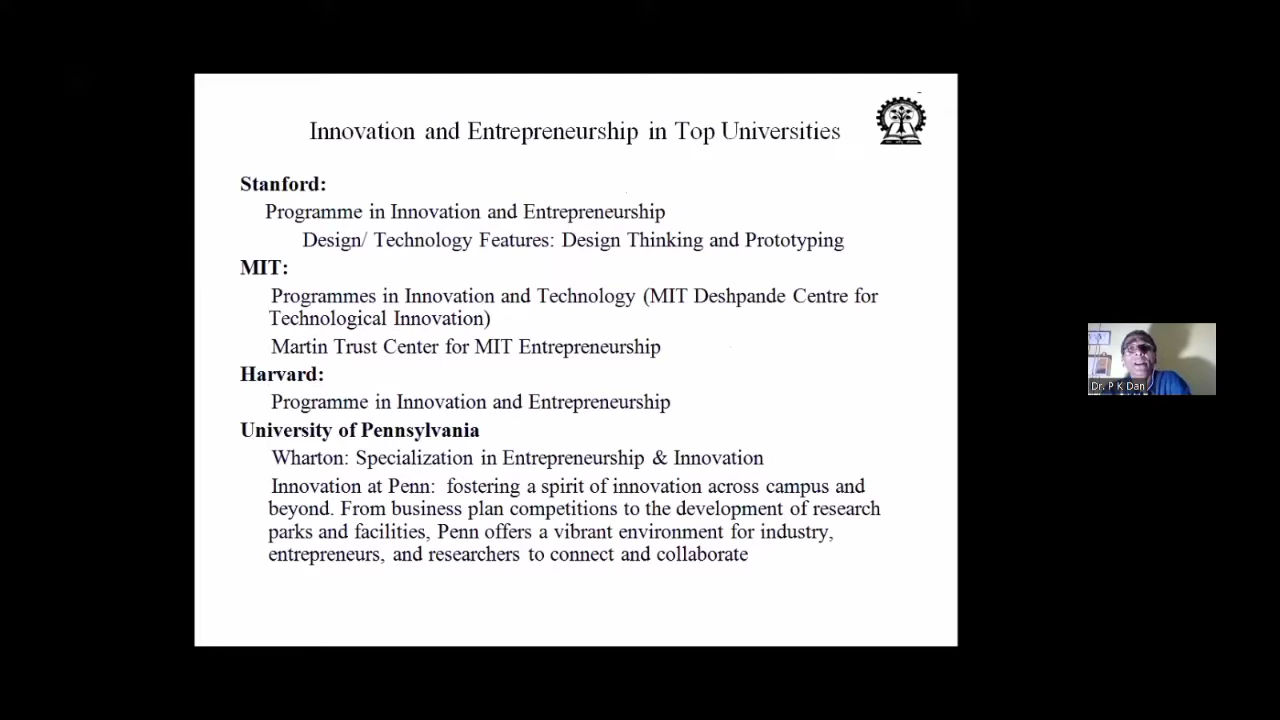 Innovation and Entrepreneurship in Top Universities
Stanford:
Programme in Innovation and Entrepreneurship
Design/ Technology Features: Design Thinking and Prototyping
MIT:
Programmes in Innovation and Technology (MIT Deshpande Centre for
Technological Innovation)
Martin Trust Center for MIT Entrepreneurship
Harvard:
Programme in Innovation and Entrepreneurship
University of Pennsylvania
Wharton: Specialization in Entrepreneurship & Innovation
Innovation at Penn: fostering a spirit of innovation across campus and
beyond. From business plan competitions to the development of research
parks and facilities, Penn offers a vibrant environment for industry,
entrepreneurs, and researchers to connect and collaborate
Dr. P K Dan